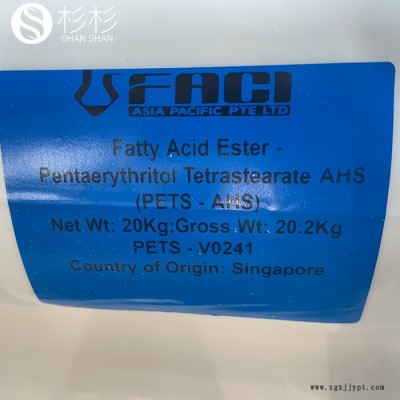 杉杉
SHAN SHAN
FACI
ASIA PACIFIC PTE LTD
Fatty Acid Ester -
Pentaerythritol Tetrastearate AHS
(PETS - AHS)
Net Wt: 20Kg;Gross Wt: 20.2Kg
PETS - V0241
Country of Origin: Singapore
www.zgxjjypt.com